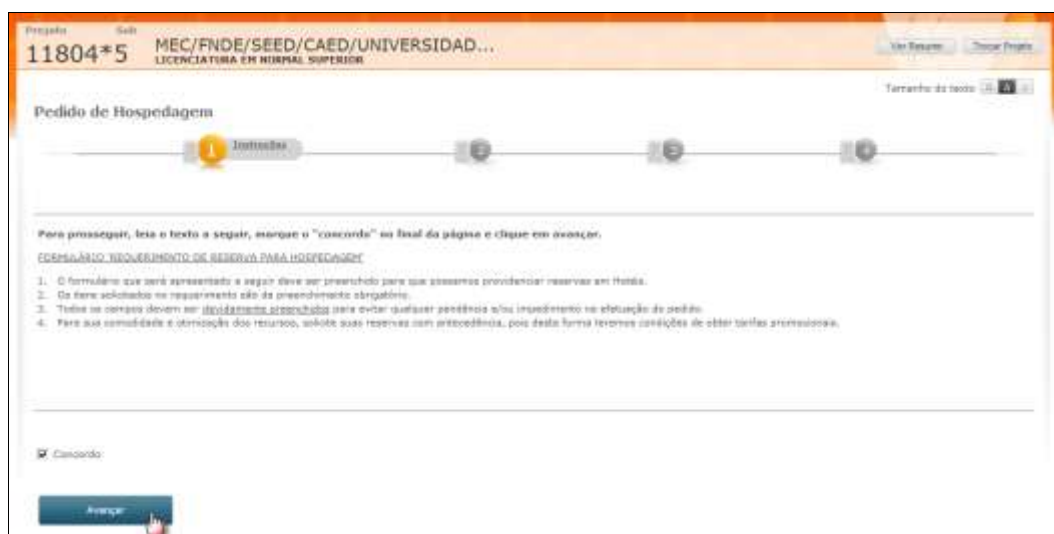 Projeto Sub
11804*5 MEC/FNDE/SEED/CAED/UNIVERSIDAD...
LICENCIATURA EM NORMAL SUPERIOR
Ver Resumo Trocar Projeto
Tamanho do texto A A A
Pedido de Hospedagem
1 Instruções 2 3 4
Para prosseguir, leia o texto a seguir, marque o "concordo" no final da página e clique em avançar.
FORMULÁRIO 'REQUERIMENTO DE RESERVA PARA HOSPEDAGEM'
1. O formulário que será apresentado a seguir deve ser preenchido para que possamos providenciar reservas em Hotéis.
2. Os itens solicitados no requerimento são de preenchimento obrigatório.
3. Todos os campos devem ser devidamente preenchidos para evitar qualquer pendência e/ou impedimento na efetuação do pedido.
4. Para sua comodidade e otimização dos recursos, solicite suas reservas com antecedência, pois desta forma teremos condições de obter tarifas promocionais.
Concordo
Avançar